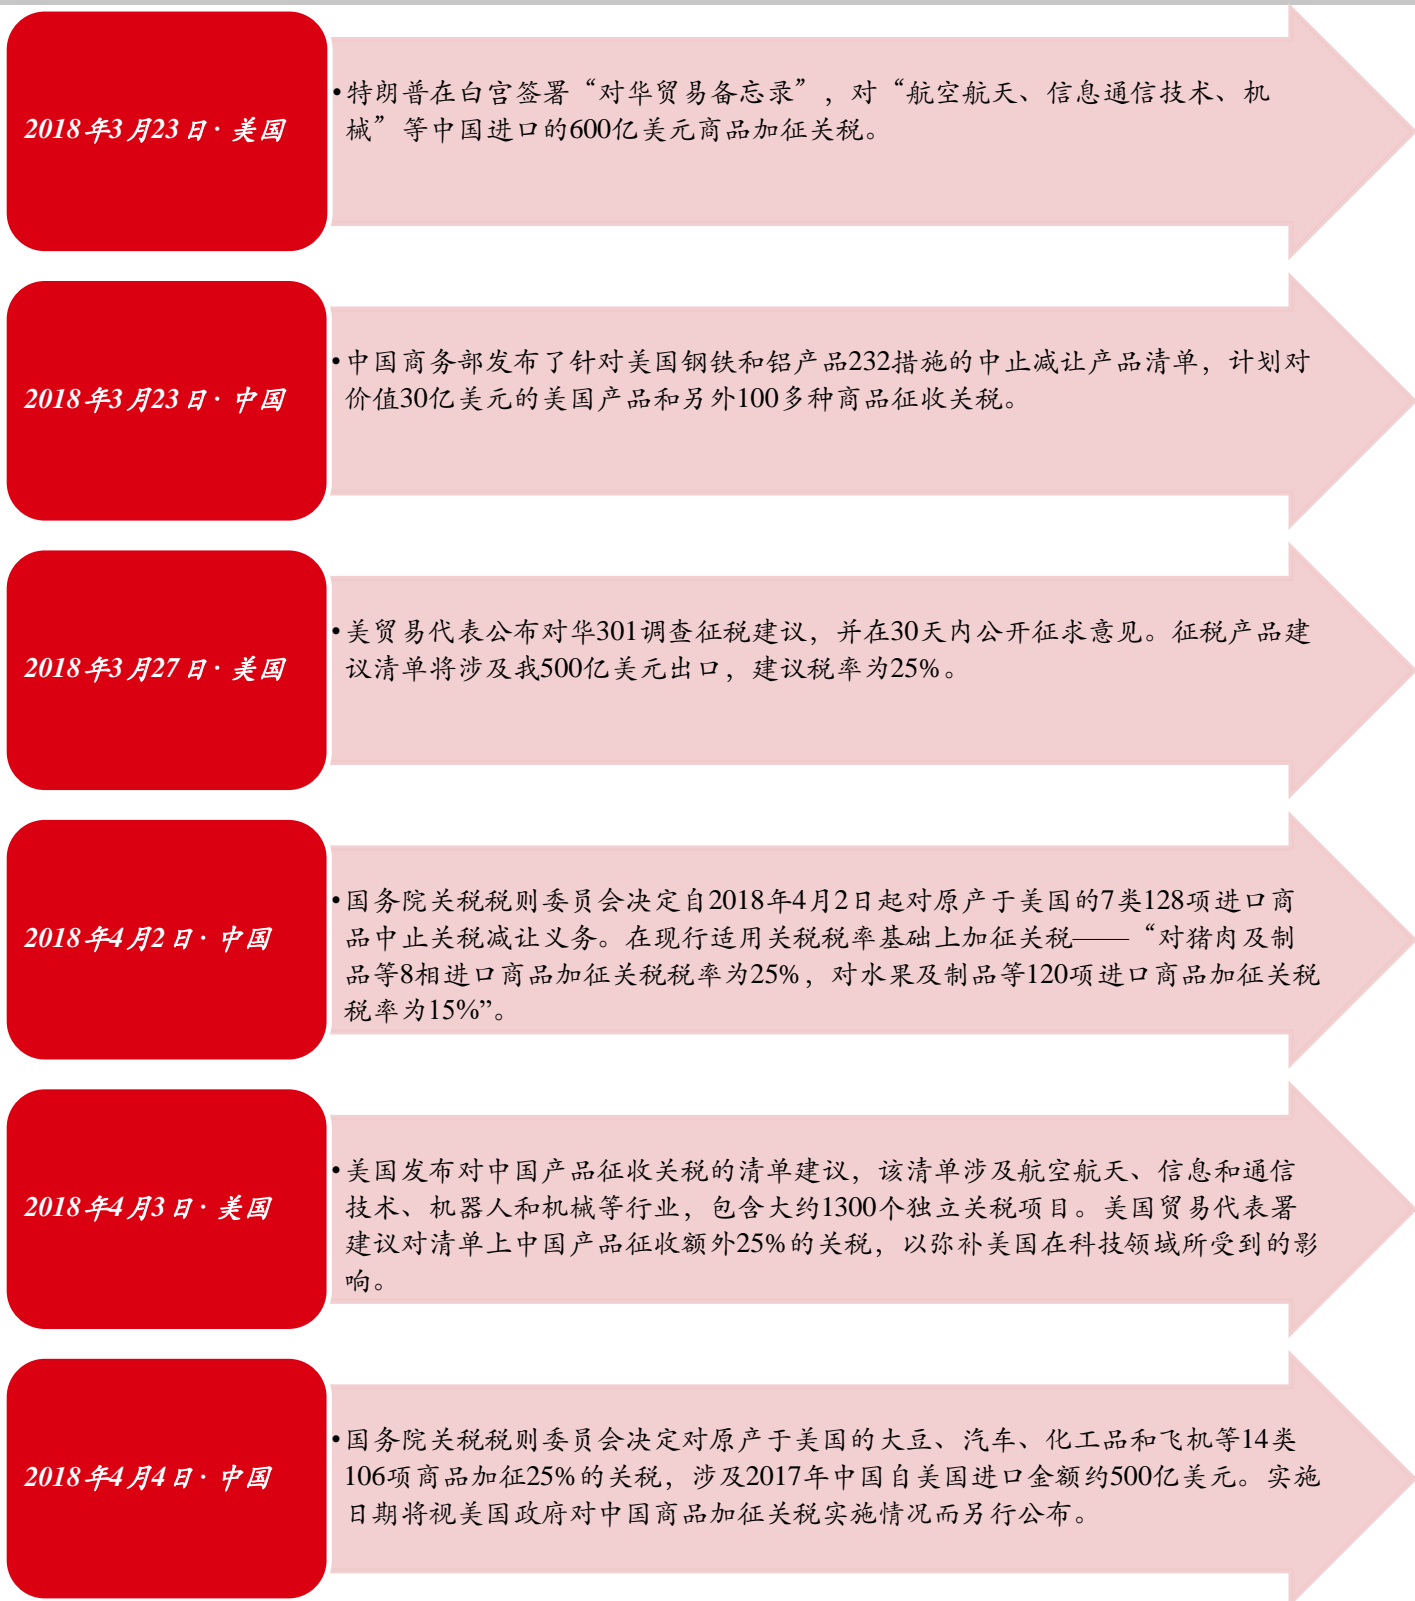 2018年3月23日·美国
•特朗普在白宫签署“对华贸易备忘录”，对“航空航天、信息通信技术、机
械”等中国进口的600亿美元商品加征关税。
2018年3月23日·中国
•中国商务部发布了针对美国钢铁和铝产品232措施的中止减让产品清单，计划对
价值30亿美元的美国产品和另外100多种商品征收关税。
2018年3月27日·美国
•美贸易代表公布对华301调查征税建议，并在30天内公开征求意见。征税产品建
议清单将涉及我500亿美元出口，建议税率为25%。
2018年4月2日·中国
•国务院关税税则委员会决定自2018年4月2日起对原产于美国的7类128项进口商
品中止关税减让义务。在现行适用关税税率基础上加征关税——“对猪肉及制
品等8相进口商品加征关税税率为25%，对水果及制品等120项进口商品加征关税
税率为15%”。
2018年4月3日·美国
•美国发布对中国产品征收关税的清单建议，该清单涉及航空航天、信息和通信
技术、机器人和机械等行业，包含大约1300个独立关税项目。美国贸易代表署
建议对清单上中国产品征收额外25%的关税，以弥补美国在科技领域所受到的影
响。
2018年4月4日·中国
•国务院关税税则委员会决定对原产于美国的大豆、汽车、化工品和飞机等14类
106项商品加征25%的关税，涉及2017年中国自美国进口金额约500亿美元。实施
日期将视美国政府对中国商品加征关税实施情况而另行公布。